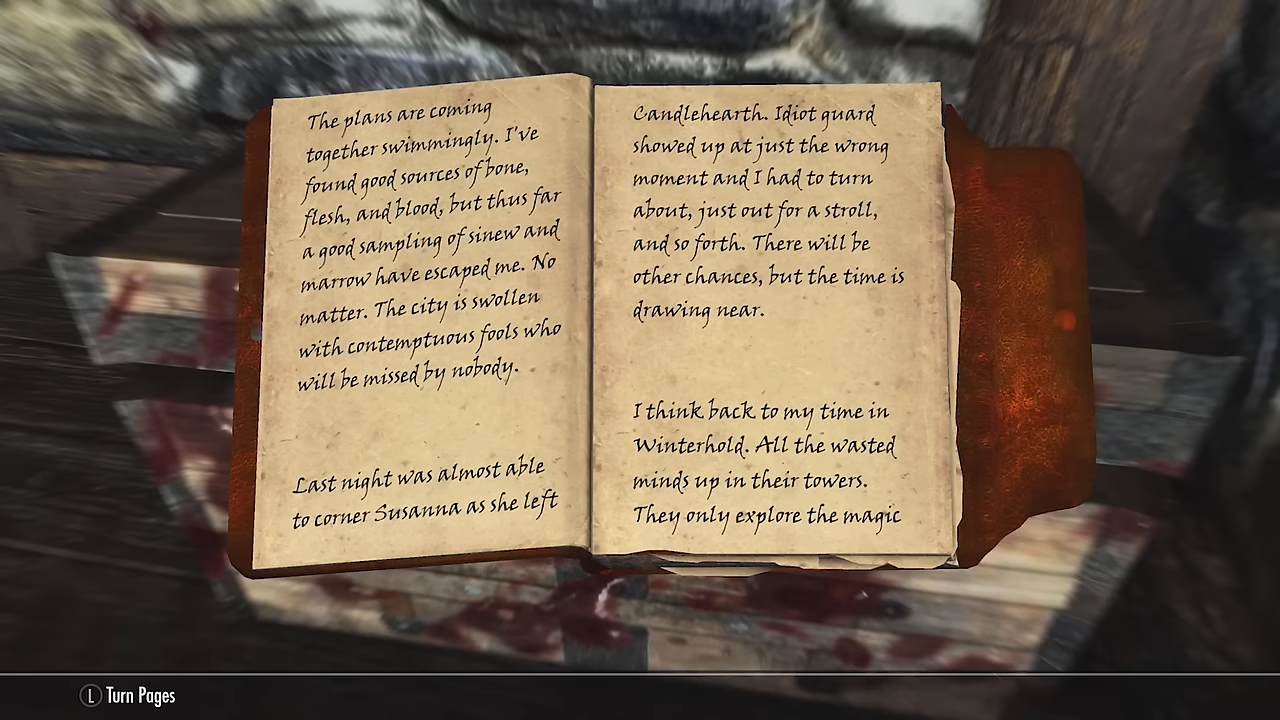 The plans are coming
together swimmingly. I've
found good sources of bone,
flesh, and blood, but thus far
a good sampling of sinew and
marrow have escaped me. No
matter. The city is swollen
with contemptuous fools who
will be missed by nobody.
Last night was almost able
to corner Susanna as she left
Candlehearth. Idiot guard
showed up at just the wrong
moment and I had to turn
about, just out for a stroll,
and so forth. There will be
other chances, but the time is
drawing near.
I think back to my time in
Winterhold. All the wasted
minds up in their towers.
They only explore the magic
L Turn Pages